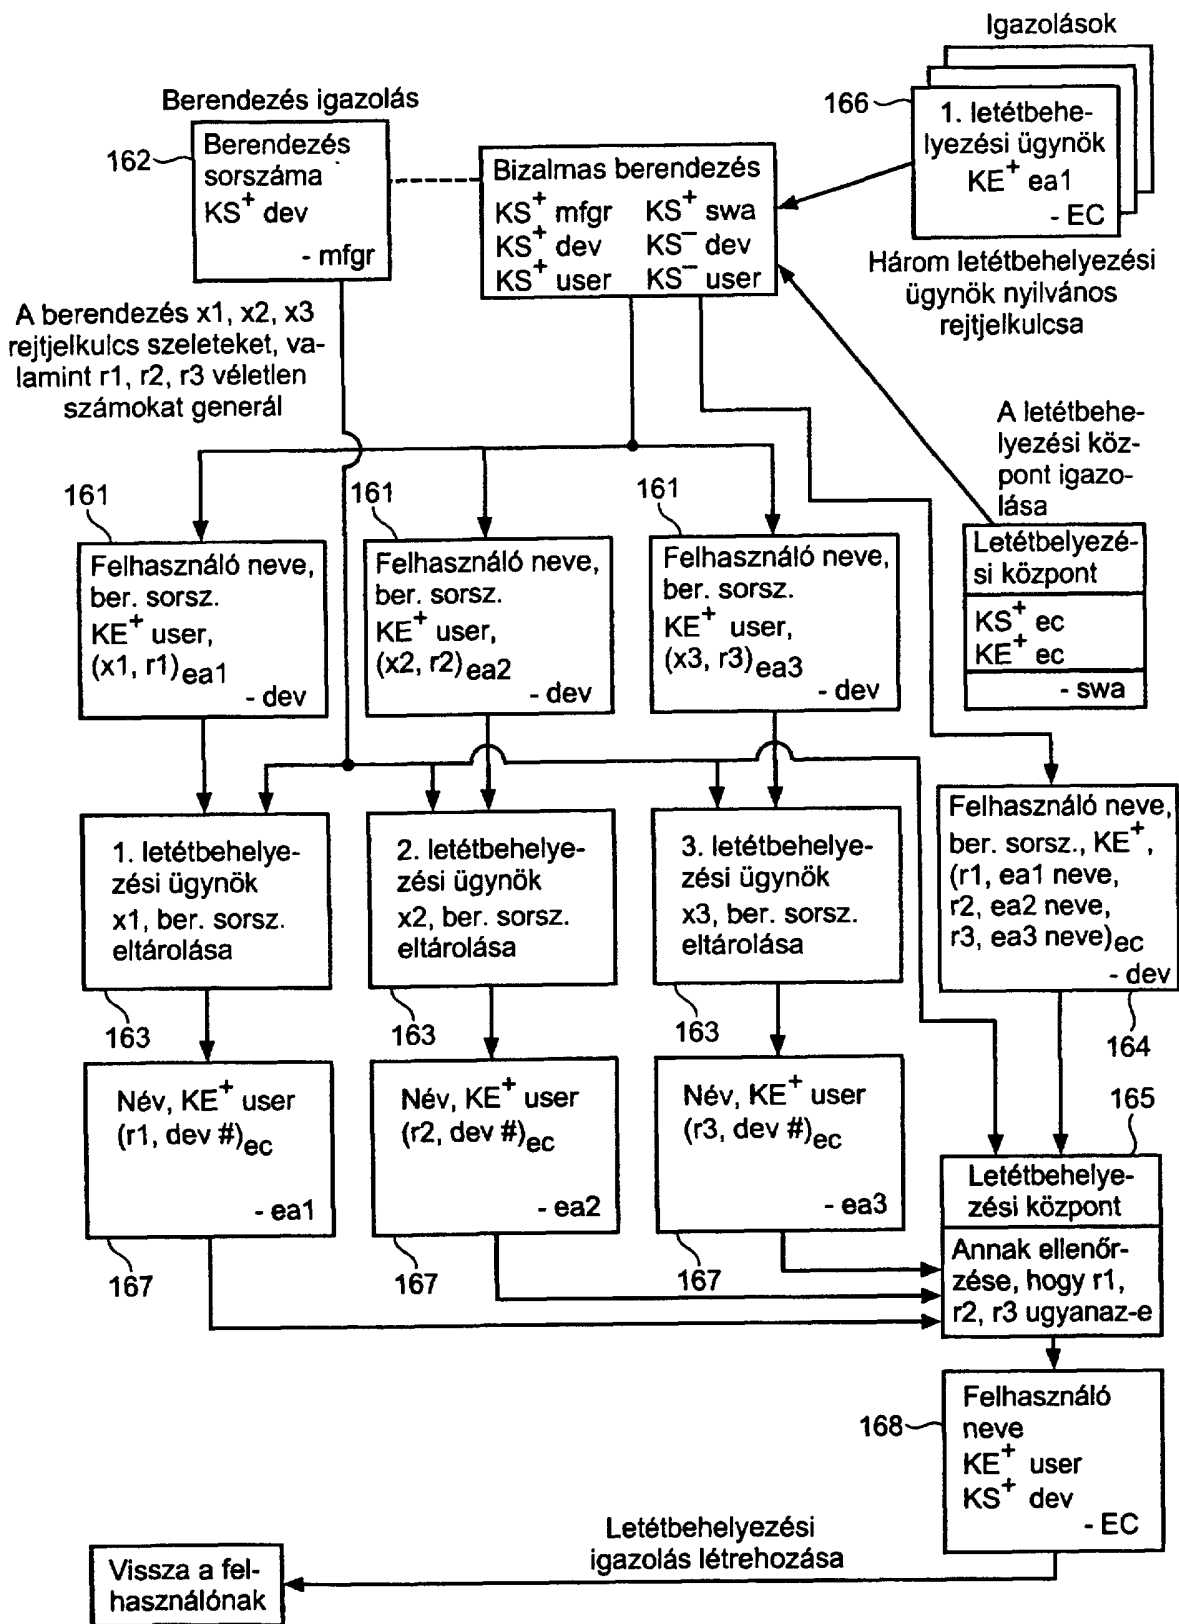 Igazolások
Berendezés igazolás
166
1. letétbehe-
lyezési ügynök
KE⁺ ea1
- EC
162
Berendezés
sorszáma
KS⁺ dev
- mfgr
Bizalmas berendezés
KS⁺ mfgr KS⁺ swa
KS⁺ dev KS⁻ dev
KS⁺ user KS⁻ user
Három letétbehelyezési
ügynök nyilvános
rejtjelkulcsa
A berendezés x1, x2, x3
rejtjelkulcs szeleteket, va-
lamint r1, r2, r3 véletlen
számokat generál
A letétbehe-
lyezési köz-
pont igazo-
lása
Letétbelyezé-
si központ
KS⁺ ec
KE⁺ ec
- swa
161
Felhasználó neve,
ber. sorsz.
KE⁺ user,
(x1, r1)ea1
- dev
161
Felhasználó neve,
ber. sorsz.
KE⁺ user,
(x2, r2)ea2
- dev
161
Felhasználó neve,
ber. sorsz.
KE⁺ user,
(x3, r3)ea3
- dev
1. letétbehelye-
zési ügynök
x1, ber. sorsz.
eltárolása
163
2. letétbehelye-
zési ügynök
x2, ber. sorsz.
eltárolása
163
3. letétbehelye-
zési ügynök
x3, ber. sorsz.
eltárolása
163
Felhasználó neve,
ber. sorsz., KE⁺,
(r1, ea1 neve,
r2, ea2 neve,
r3, ea3 neve)ec
- dev
164
Név, KE⁺ user
(r1, dev #)ec
- ea1
167
Név, KE⁺ user
(r2, dev #)ec
- ea2
167
Név, KE⁺ user
(r3, dev #)ec
- ea3
167
165
Letétbehelye-
zési központ
Annak ellenőr-
zése, hogy r1,
r2, r3 ugyanaz-e
168
Felhasználó
neve
KE⁺ user
KS⁺ dev
- EC
Letétbehelyezési
igazolás létrehozása
Vissza a fel-
használónak